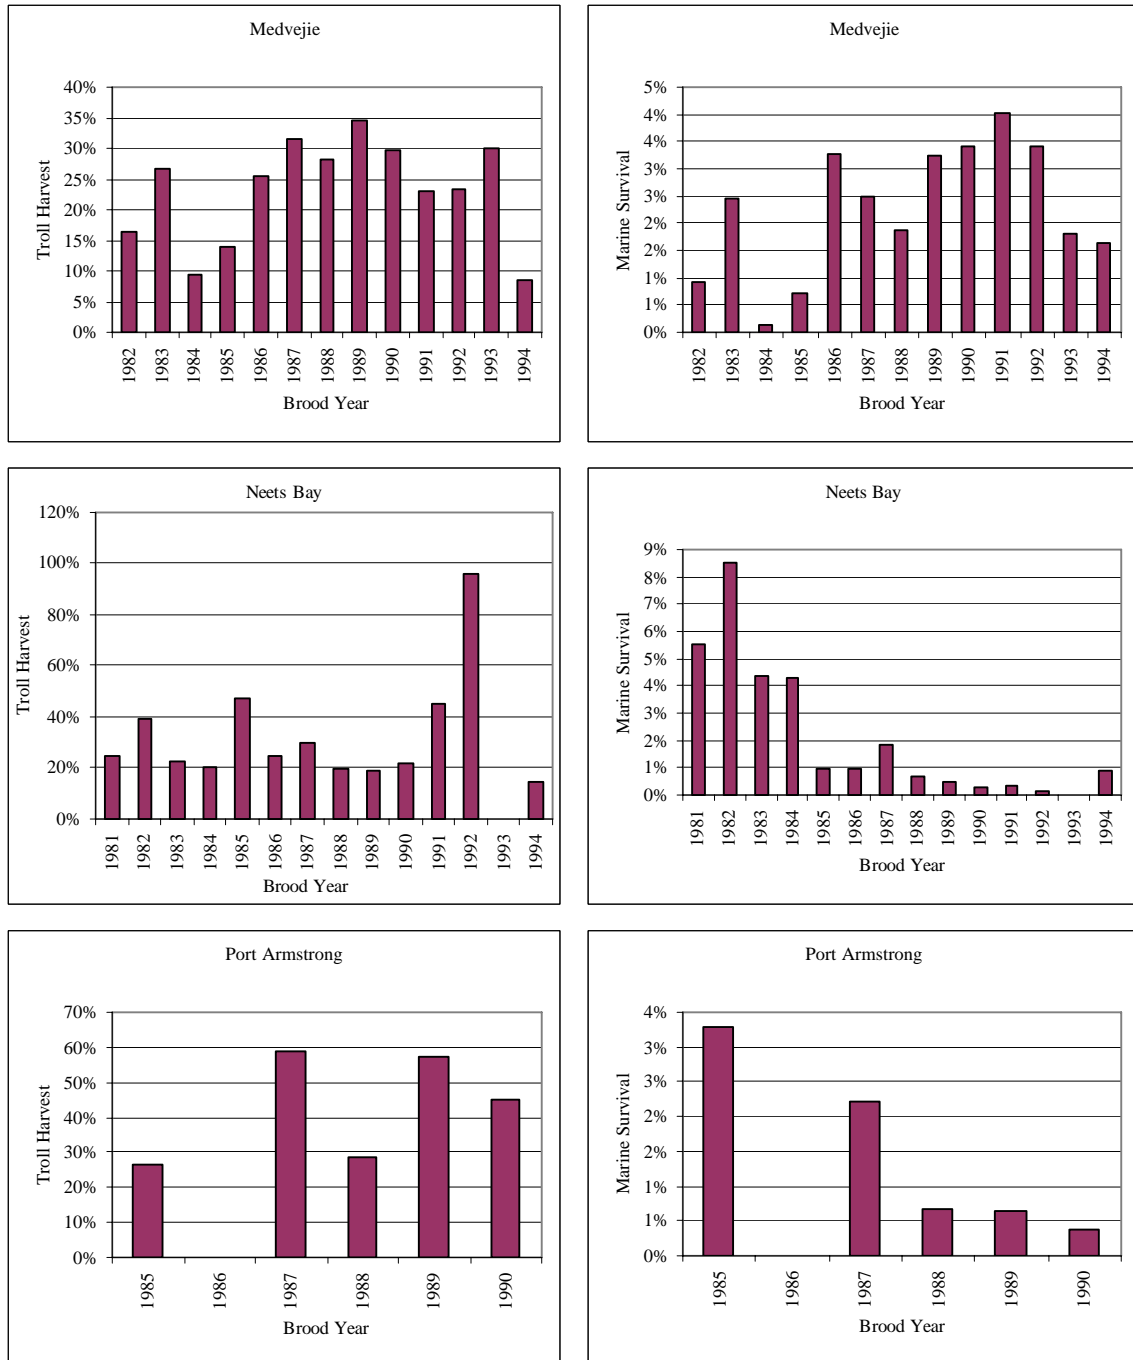 Medvejie
40%
35%
30%
25%
20%
15%
10%
5%
0%
Troll Harvest
1982 1983 1984 1985 1986 1987 1988 1989 1990 1991 1992 1993 1994
Brood Year
Medvejie
5%
4%
4%
3%
3%
2%
2%
1%
1%
0%
Marine Survival
1982 1983 1984 1985 1986 1987 1988 1989 1990 1991 1992 1993 1994
Brood Year
Neets Bay
120%
100%
80%
60%
40%
20%
0%
Troll Harvest
1981 1982 1983 1984 1985 1986 1987 1988 1989 1990 1991 1992 1993 1994
Brood Year
Neets Bay
9%
8%
7%
6%
5%
4%
3%
2%
1%
0%
Marine Survival
1981 1982 1983 1984 1985 1986 1987 1988 1989 1990 1991 1992 1993 1994
Brood Year
Port Armstrong
70%
60%
50%
40%
30%
20%
10%
0%
Troll Harvest
1985 1986 1987 1988 1989 1990
Brood Year
Port Armstrong
4%
3%
3%
2%
2%
1%
1%
0%
Marine Survival
1985 1986 1987 1988 1989 1990
Brood Year